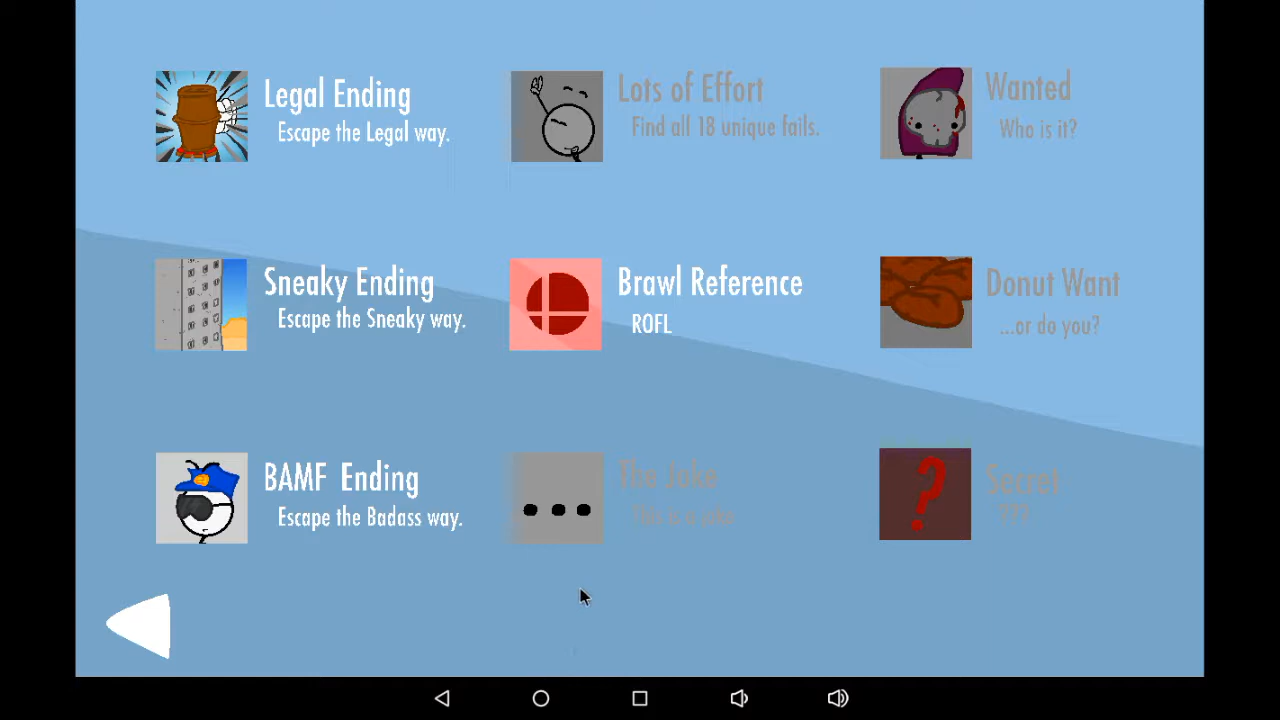 Legal Ending
Escape the Legal way.
Lots of Effort
Find all 18 unique fails.
Wanted
Who is it?
Sneaky Ending
Escape the Sneaky way.
Brawl Reference
ROFL
Donut Want
...or do you?
BAMF Ending
Escape the Badass way.
...
The Joke
This is a joke
?
Secret
???